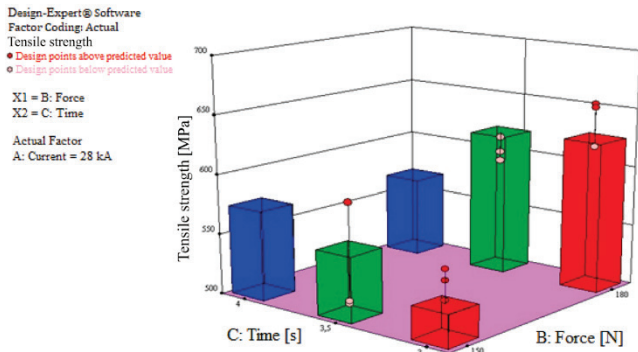 Design-Expert® Software
Factor Coding: Actual
Tensile strength
Design points above predicted value
Design points below predicted value
X1 = B: Force
X2 = C: Time
Actual Factor
A: Current = 28 kA
Tensile strength [MPa]
700
650
600
550
500
4
3,5
3
150
180
C: Time [s]
B: Force [N]